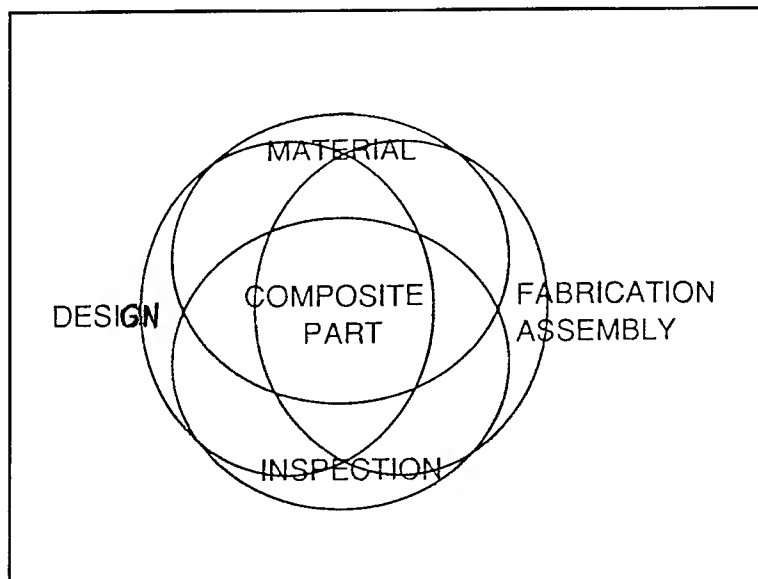 MATERIAL
DESIGN
COMPOSITE
PART
FABRICATION
ASSEMBLY
INSPECTION